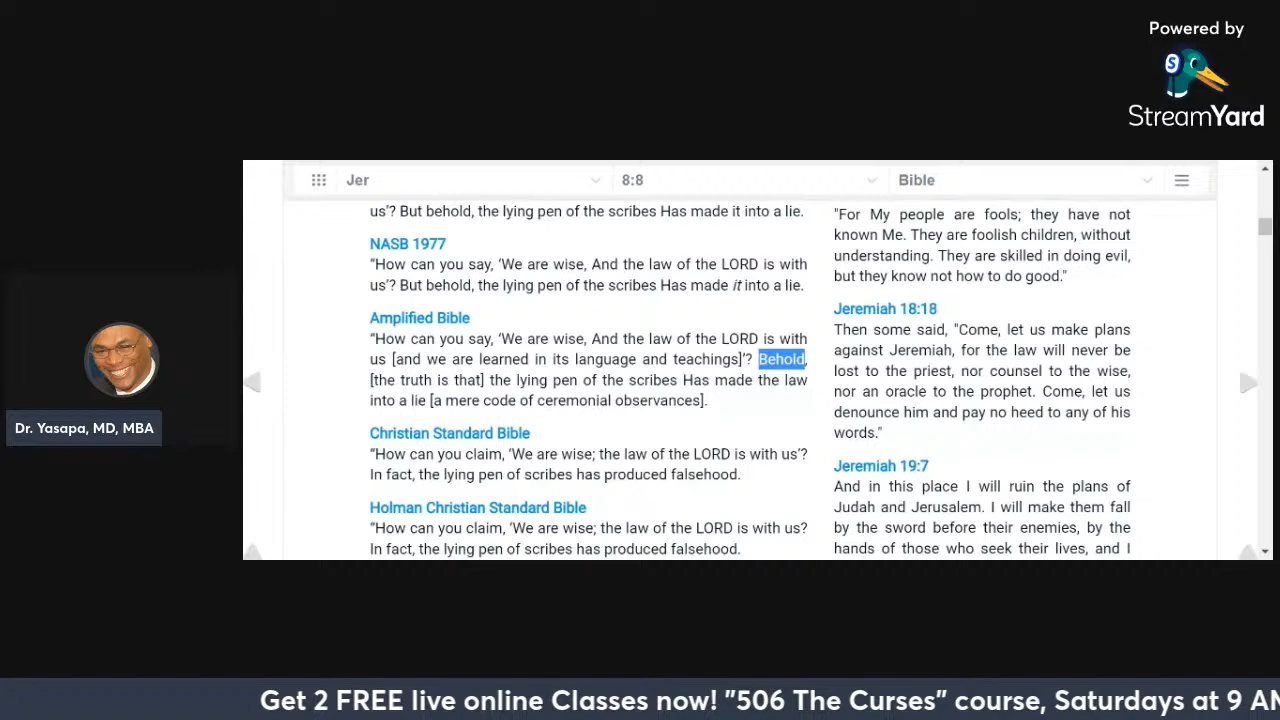 Powered by
StreamYard
Jer 8:8 Bible
us’? But behold, the lying pen of the scribes Has made it into a lie.
NASB 1977
“How can you say, ‘We are wise, And the law of the LORD is with
us’? But behold, the lying pen of the scribes Has made it into a lie.
Amplified Bible
“How can you say, ‘We are wise, And the law of the LORD is with
us [and we are learned in its language and teachings]’? Behold,
[the truth is that] the lying pen of the scribes Has made the law
into a lie [a mere code of ceremonial observances].
Christian Standard Bible
“How can you claim, ‘We are wise; the law of the LORD is with us’?
In fact, the lying pen of scribes has produced falsehood.
Holman Christian Standard Bible
“How can you claim, ‘We are wise; the law of the LORD is with us?
In fact, the lying pen of scribes has produced falsehood.
"For My people are fools; they have not
known Me. They are foolish children, without
understanding. They are skilled in doing evil,
but they know not how to do good."
Jeremiah 18:18
Then some said, "Come, let us make plans
against Jeremiah, for the law will never be
lost to the priest, nor counsel to the wise,
nor an oracle to the prophet. Come, let us
denounce him and pay no heed to any of his
words."
Jeremiah 19:7
And in this place I will ruin the plans of
Judah and Jerusalem. I will make them fall
by the sword before their enemies, by the
hands of those who seek their lives, and I
Dr. Yasapa, MD, MBA
Get 2 FREE live online Classes now! "506 The Curses" course, Saturdays at 9 AM